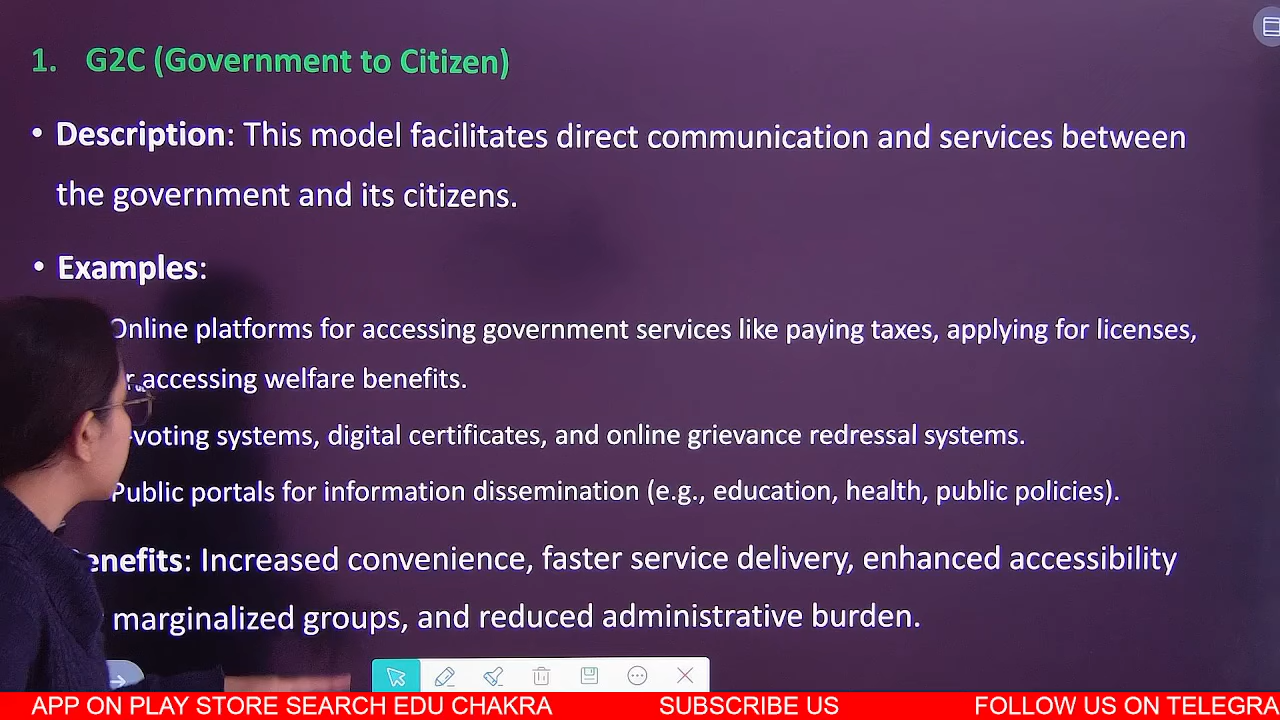 1. G2C (Government to Citizen)
• Description: This model facilitates direct communication and services between
the government and its citizens.
• Examples:
Online platforms for accessing government services like paying taxes, applying for licenses,
accessing welfare benefits.
-voting systems, digital certificates, and online grievance redressal systems.
Public portals for information dissemination (e.g., education, health, public policies).
enefits: Increased convenience, faster service delivery, enhanced accessibility
marginalized groups, and reduced administrative burden.
APP ON PLAY STORE SEARCH EDU CHAKRA SUBSCRIBE US FOLLOW US ON TELEGRA